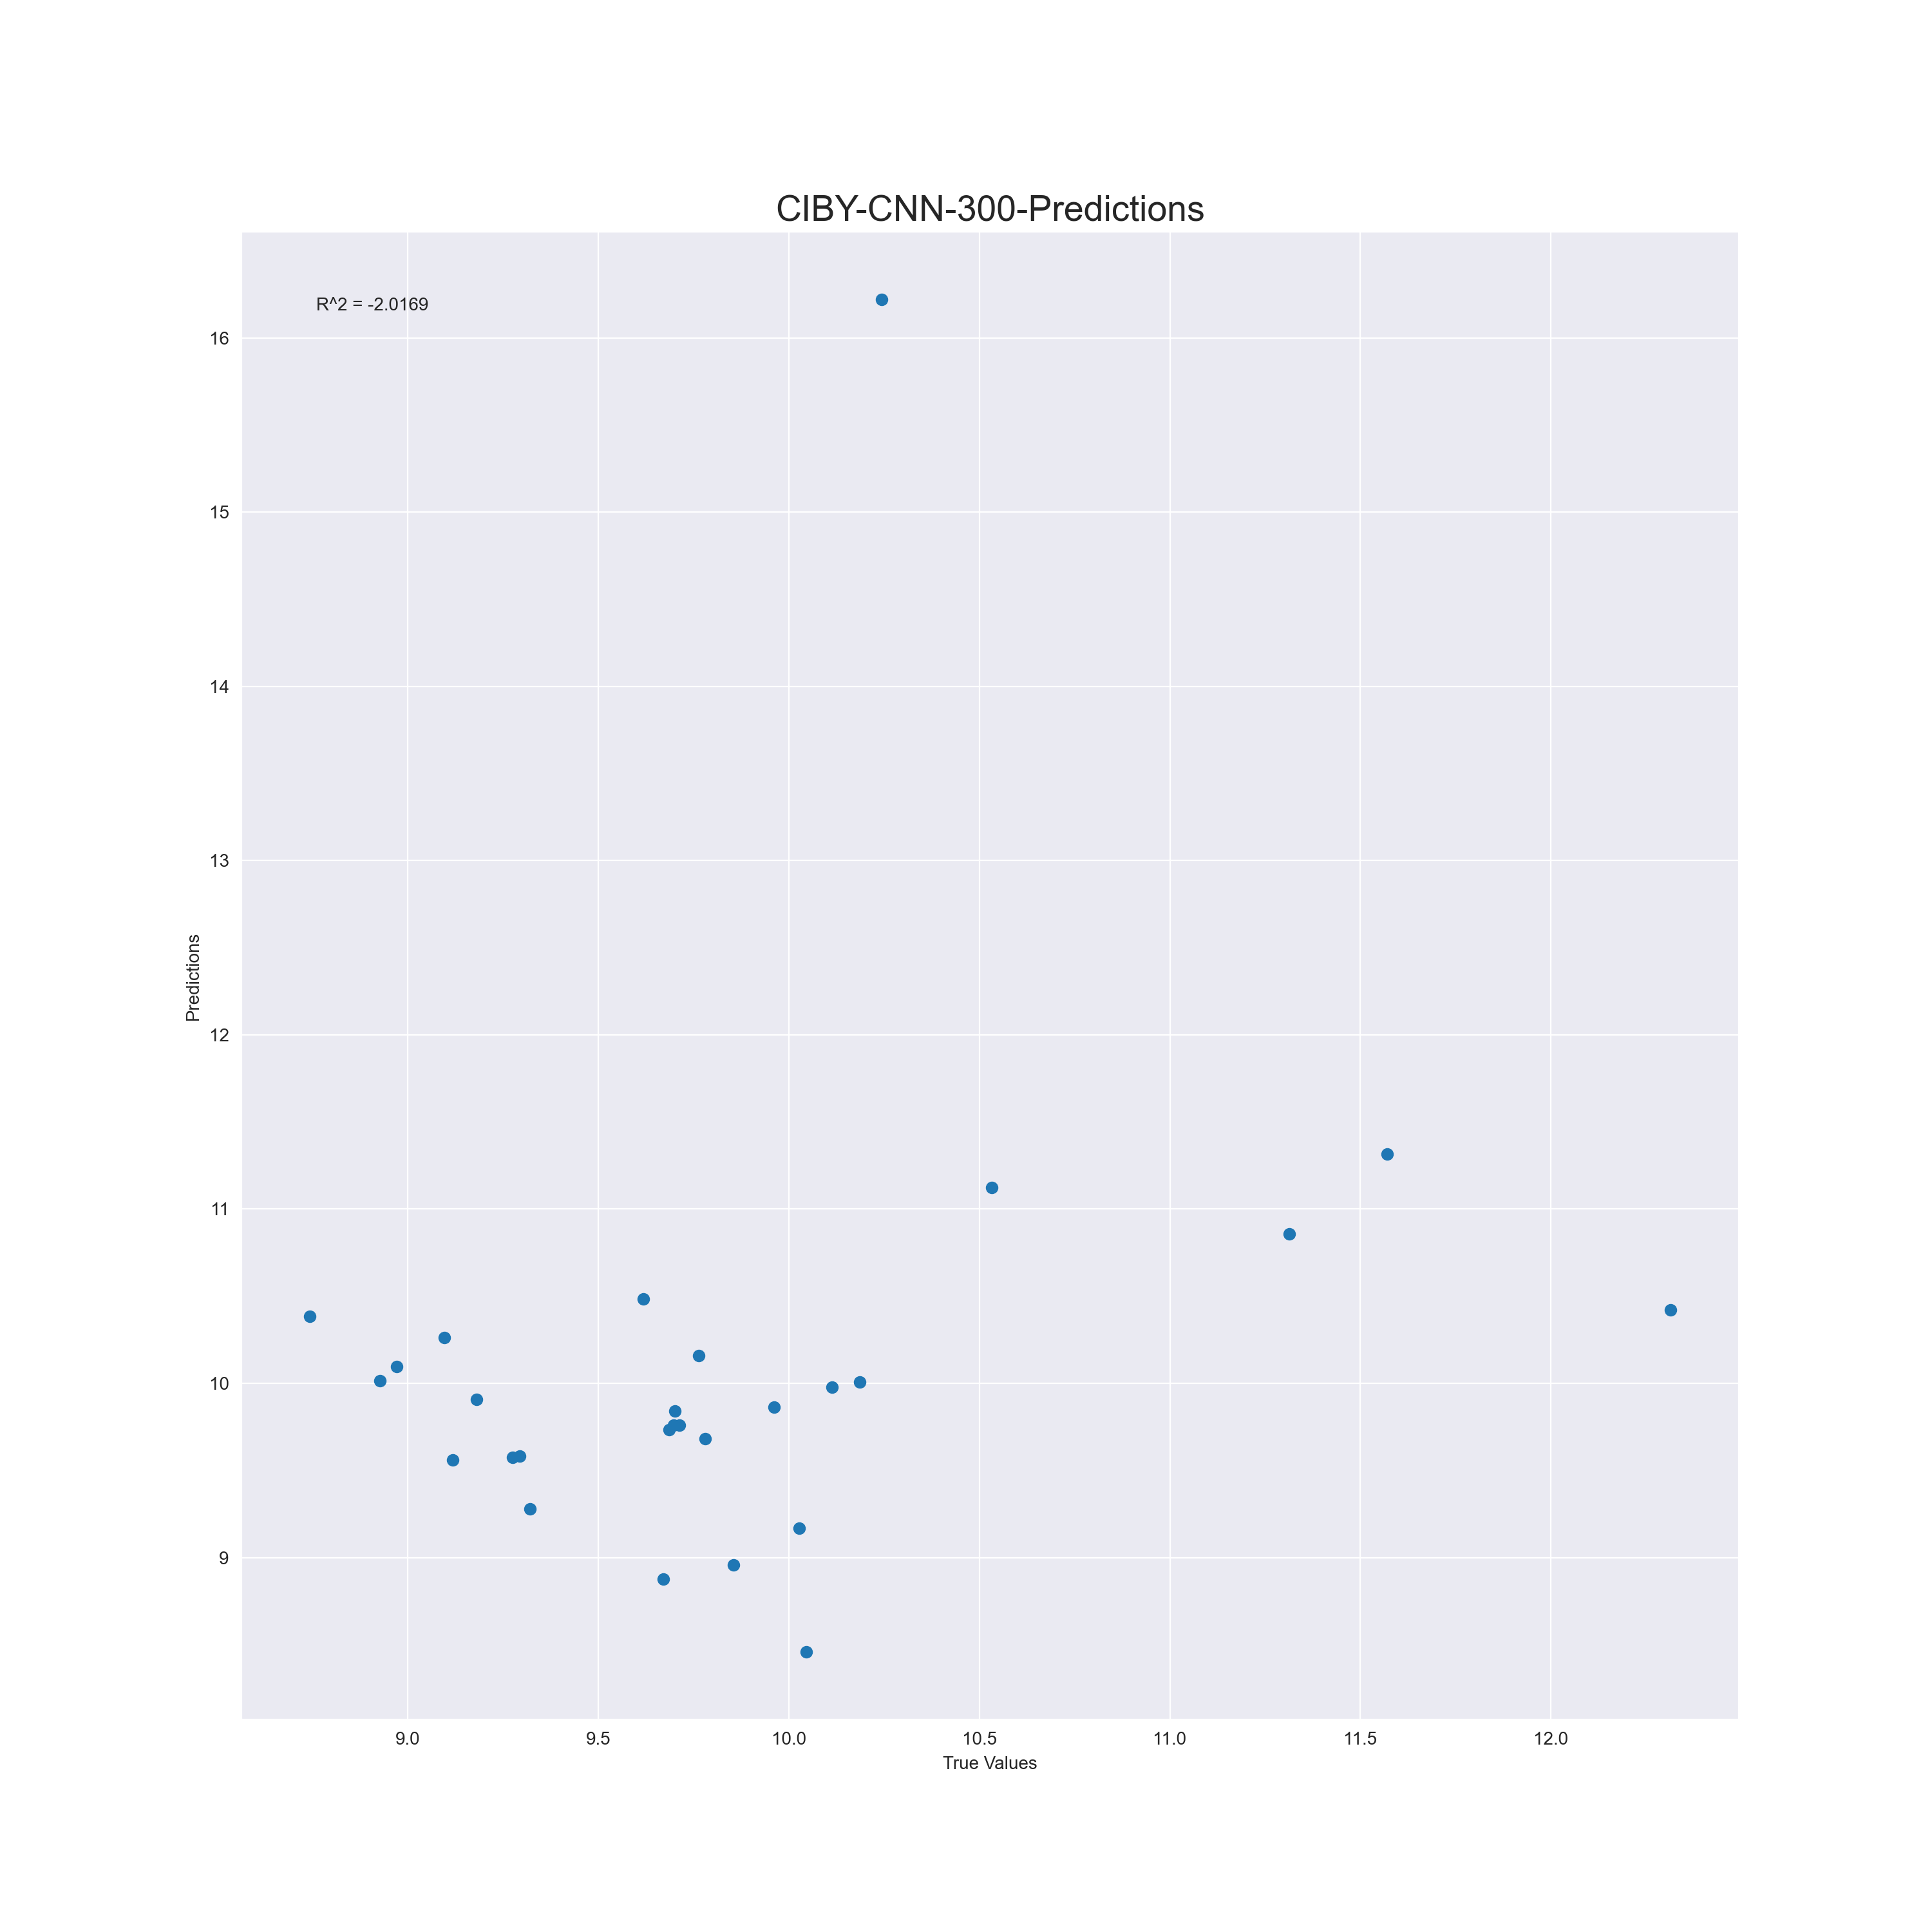 CIBY-CNN-300-Predictions
R^2 = -2.0169
16
15
14
13
12
11
10
9
Predictions
9.0 9.5 10.0 10.5 11.0 11.5 12.0
True Values